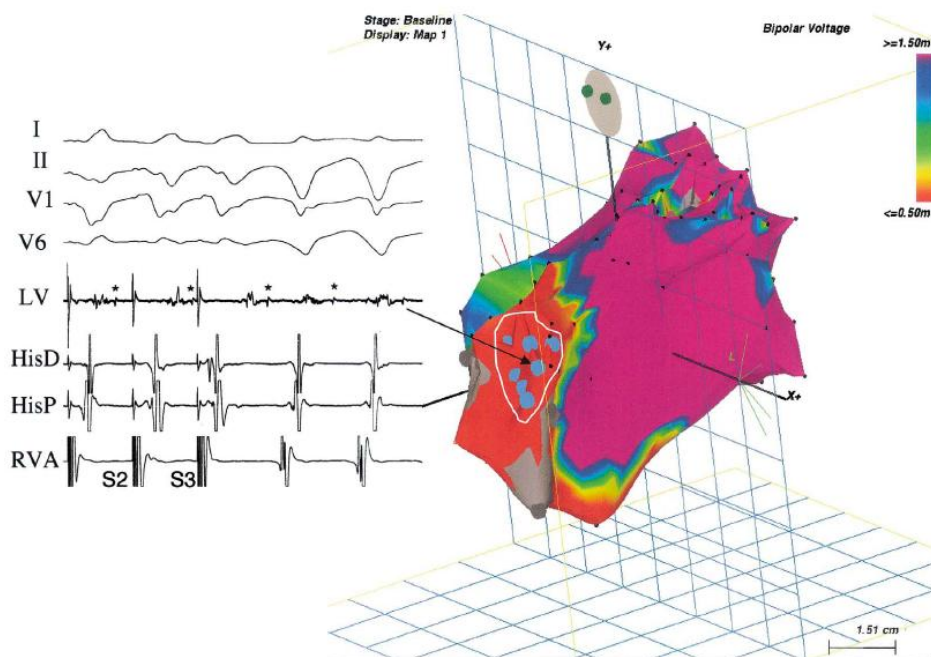 Stage: Baseline
Display: Map 1
Bipolar Voltage
>=1.50m
Y+
I
II
V1
V6
LV
★ ★ ★ ★
HisD
HisP
RVA
S2 S3
<=0.50m
L
X+
1.51 cm